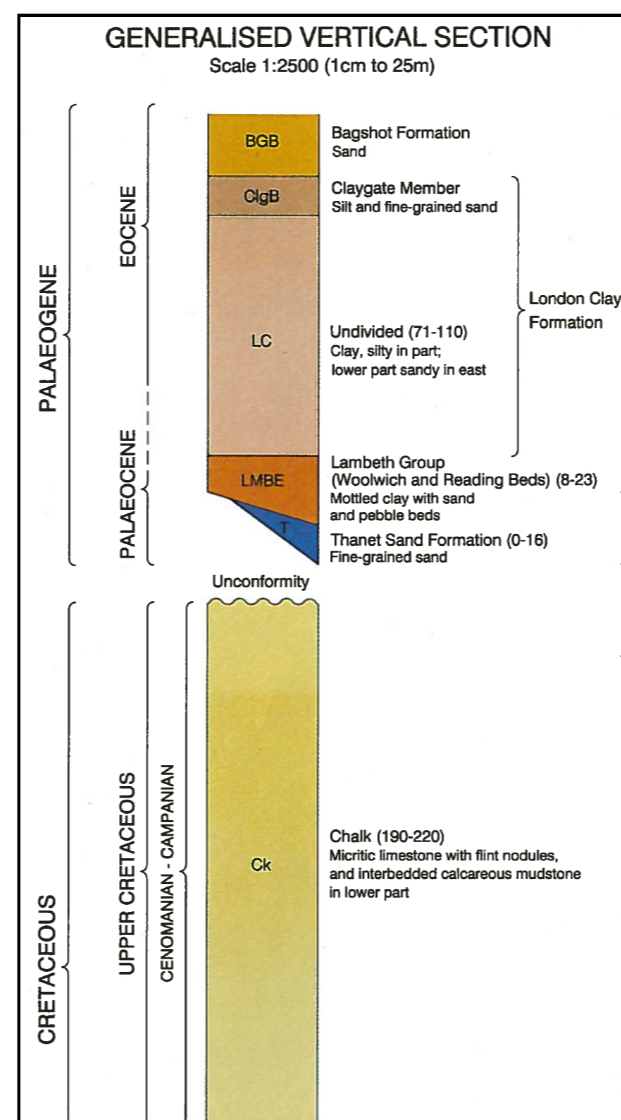 GENERALISED VERTICAL SECTION
Scale 1:2500 (1cm to 25m)
PALAEOGENE
EOCENE
PALAEOCENE
BGB
Bagshot Formation
Sand
ClgB
Claygate Member
Silt and fine-grained sand
LC
Undivided (71-110)
Clay, silty in part;
lower part sandy in east
London Clay
Formation
LMBE
Lambeth Group
(Woolwich and Reading Beds) (8-23)
Mottled clay with sand
and pebble beds
T
Thanet Sand Formation (0-16)
Fine-grained sand
Unconformity
CRETACEOUS
UPPER CRETACEOUS
CENOMANIAN - CAMPANIAN
Ck
Chalk (190-220)
Micritic limestone with flint nodules,
and interbedded calcareous mudstone
in lower part